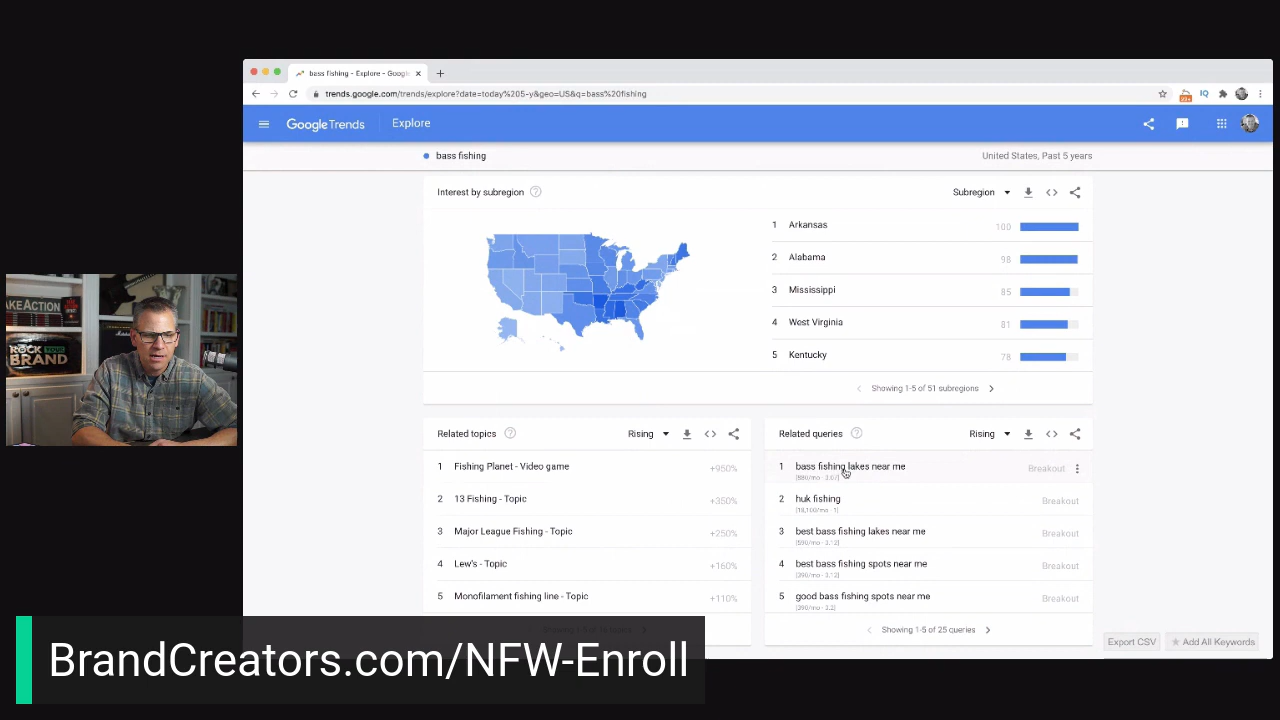 bass fishing - Explore - Goog
trends.google.com/trends/explore?date=today%205-y&geo=US&q=bass%20fishing
GoogleTrends
Explore
bass fishing
United States, Past 5 years
Interest by subregion
Subregion
1 Arkansas 100
2 Alabama 98
3 Mississippi 85
4 West Virginia 81
5 Kentucky 78
Showing 1-5 of 51 subregions
Related topics
Rising
1 Fishing Planet - Video game +950%
2 13 Fishing - Topic +350%
3 Major League Fishing - Topic +250%
4 Lew's - Topic +160%
5 Monofilament fishing line - Topic +110%
Related queries
Rising
1 bass fishing lakes near me Breakout
2 huk fishing Breakout
[18,100/mo - 1]
3 best bass fishing lakes near me Breakout
4 best bass fishing spots near me Breakout
5 good bass fishing spots near me Breakout
Showing 1-5 of 25 queries
Export CSV
Add All Keywords
AKEACTION
ROCK YOUR
BRAND
BrandCreators.com/NFW-Enroll